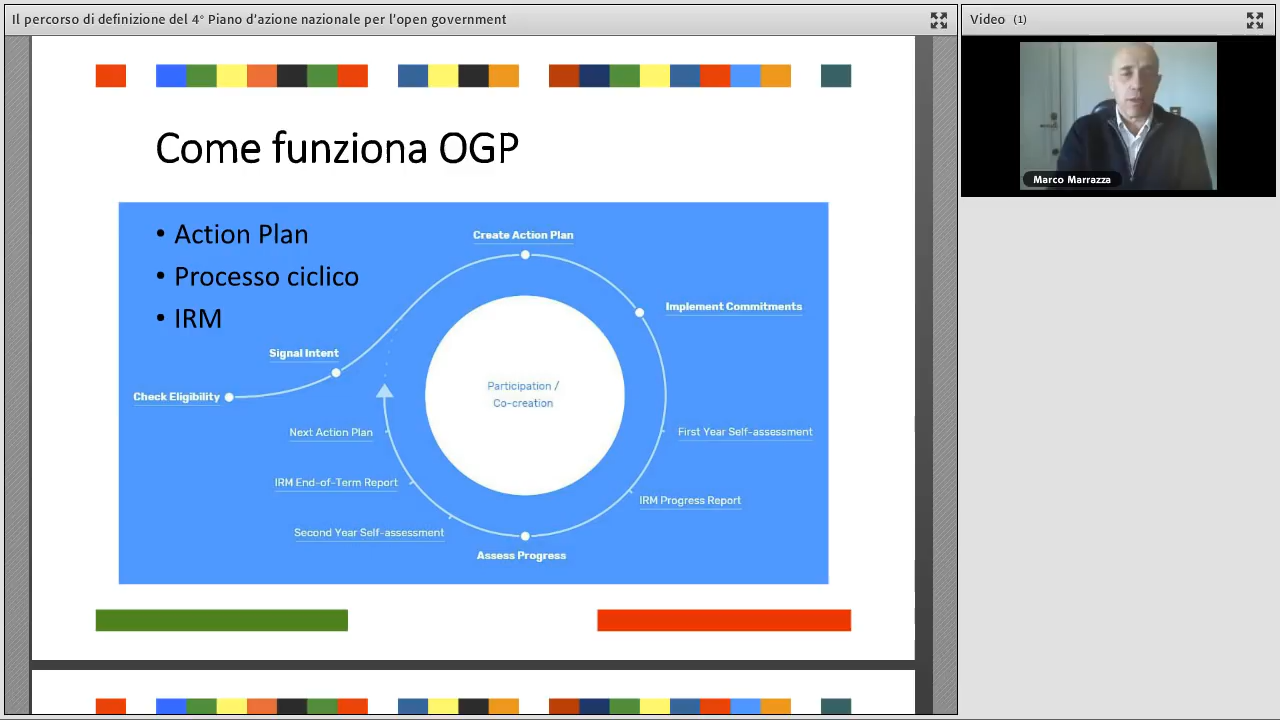 Il percorso di definizione del 4° Piano d'azione nazionale per l'open government
Video (1)
Marco Marrazza
Come funziona OGP
• Action Plan
• Processo ciclico
• IRM
Create Action Plan
Implement Commitments
Signal Intent
Check Eligibility
Participation /
Co-creation
Next Action Plan
First Year Self-assessment
IRM End-of-Term Report
IRM Progress Report
Second Year Self-assessment
Assess Progress